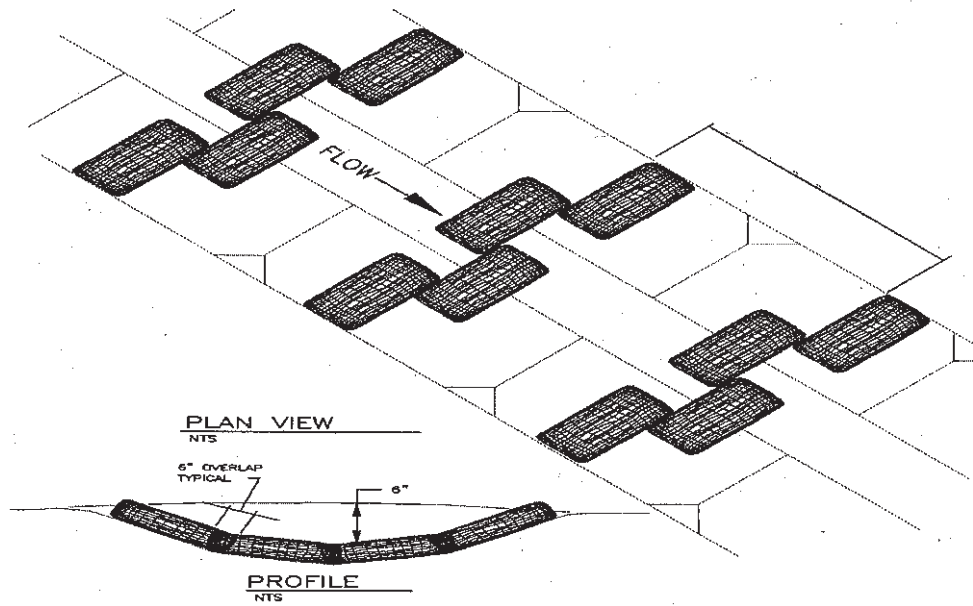 FLOW
PLAN VIEW
NTS
6" OVERLAP
TYPICAL
6"
PROFILE
NTS